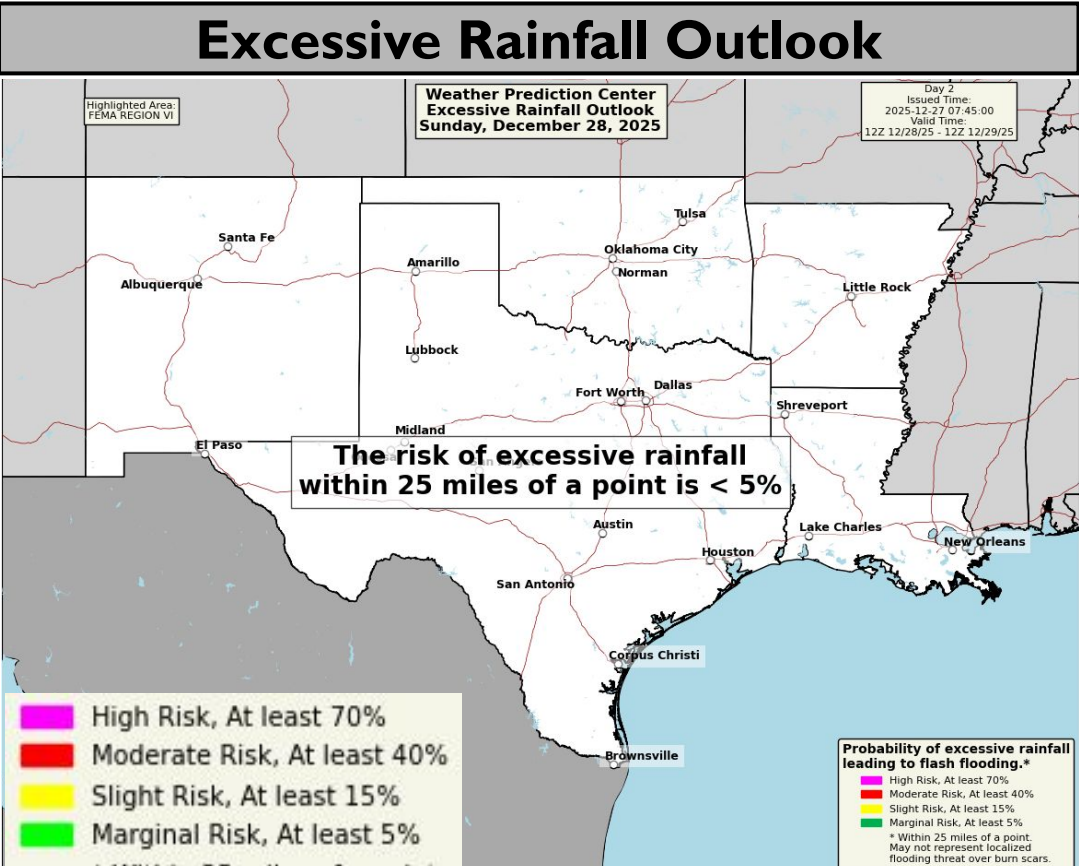 Excessive Rainfall Outlook
Highlighted Area:
FEMA REGION VI
Weather Prediction Center
Excessive Rainfall Outlook
Sunday, December 28, 2025
Day 2
Issued Time:
2025-12-27 07:45:00
Valid Time:
12Z 12/28/25 - 12Z 12/29/25
Tulsa
Santa Fe
Oklahoma City
Amarillo
Norman
Albuquerque
Little Rock
Lubbock
Dallas
Fort Worth
Shreveport
Midland
El Paso
The risk of excessive rainfall
within 25 miles of a point is < 5%
Austin
Lake Charles
New Orleans
Houston
San Antonio
Corpus Christi
Brownsville
High Risk, At least 70%
Moderate Risk, At least 40%
Slight Risk, At least 15%
Marginal Risk, At least 5%
Probability of excessive rainfall
leading to flash flooding.*
High Risk, At least 70%
Moderate Risk, At least 40%
Slight Risk, At least 15%
Marginal Risk, At least 5%
* Within 25 miles of a point.
May not represent localized
flooding threat over burn scars.